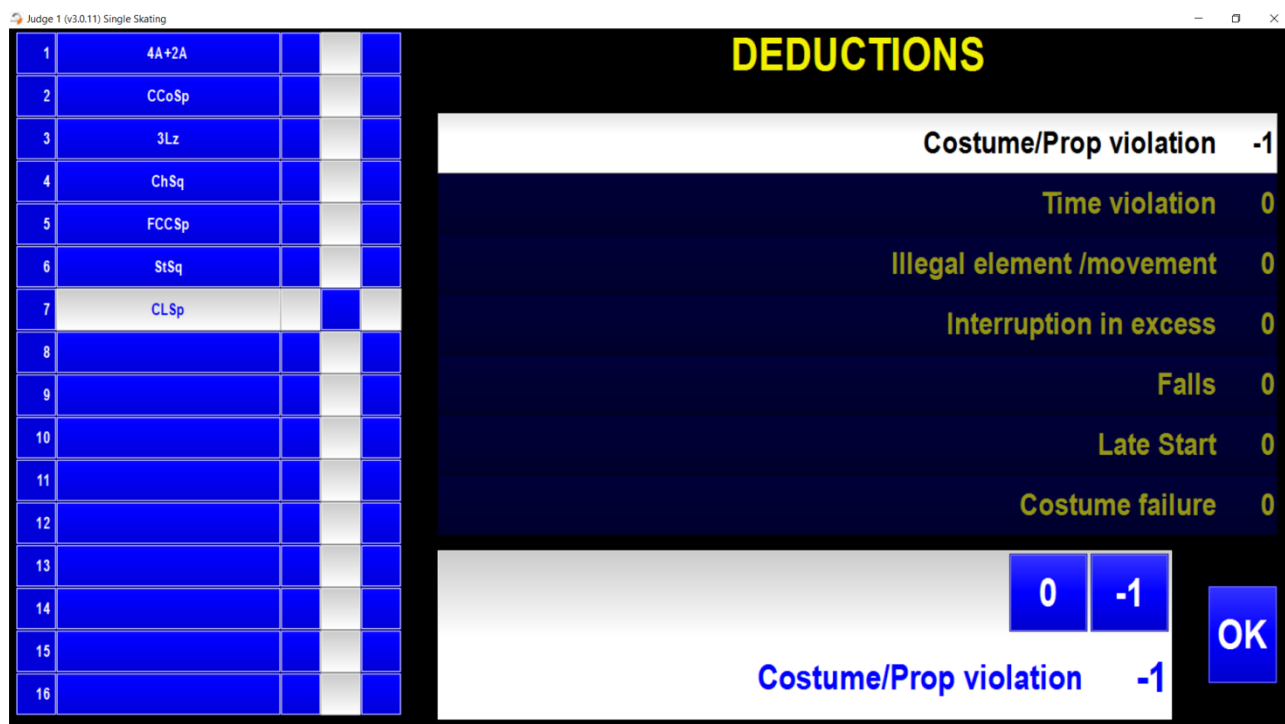 Judge 1 (v3.0.11) Single Skating
1 4A+2A
2 CCoSp
3 3Lz
4 ChSq
5 FCCSp
6 StSq
7 CLSp
8
9
10
11
12
13
14
15
16
DEDUCTIONS
Costume/Prop violation -1
Time violation 0
Illegal element /movement 0
Interruption in excess 0
Falls 0
Late Start 0
Costume failure 0
0 -1
Costume/Prop violation -1
OK